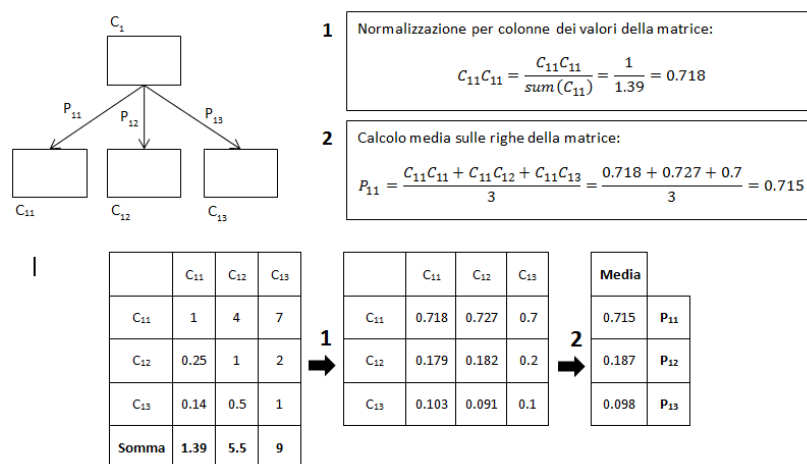 C₁
P₁₁ P₁₂ P₁₃
C₁₁ C₁₂ C₁₃
1 Normalizzazione per colonne dei valori della matrice:
C₁₁C₁₁ = C₁₁C₁₁ / sum(C₁₁) = 1 / 1.39 = 0.718
2 Calcolo media sulle righe della matrice:
P₁₁ = C₁₁C₁₁ + C₁₁C₁₂ + C₁₁C₁₃ / 3 = 0.718 + 0.727 + 0.7 / 3 = 0.715
C₁₁ C₁₂ C₁₃
C₁₁ 1 4 7
C₁₂ 0.25 1 2
C₁₃ 0.14 0.5 1
Somma 1.39 5.5 9
1
C₁₁ C₁₂ C₁₃
C₁₁ 0.718 0.727 0.7
C₁₂ 0.179 0.182 0.2
C₁₃ 0.103 0.091 0.1
2
Media
0.715 P₁₁
0.187 P₁₂
0.098 P₁₃